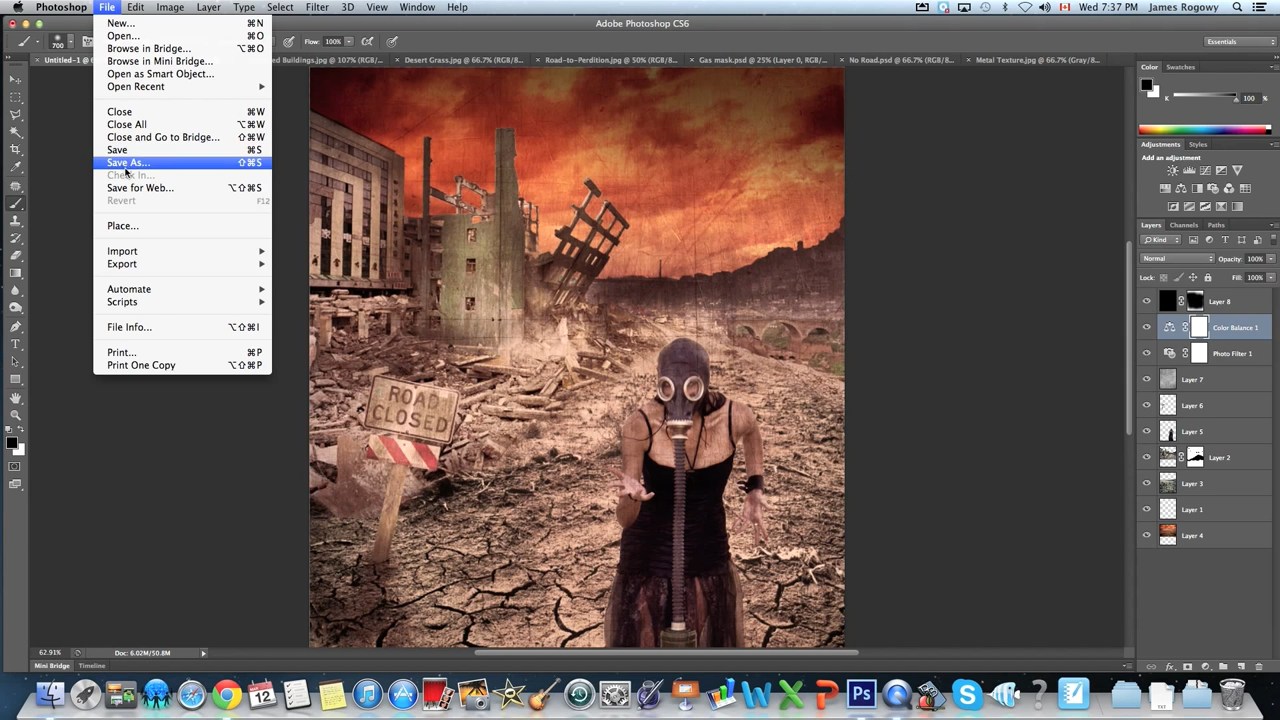 Photoshop File Edit Image Layer Type Select Filter 3D View Window Help Wed 7:37 PM James Rogowy
Adobe Photoshop CS6
700 Flow: 100% Essentials
Untitled-1 @ 6 d Buildings.jpg @ 107% (RGB/... Desert Grass.jpg @ 66.7% (RGB/8... Road-to-Perdition.jpg @ 50% (RGB/8... Gas mask.psd @ 25% (Layer 0, RGB/... No Road.psd @ 66.7% (RGB/8... Metal Texture.jpg @ 66.7% (Gray/8...
New... ⌘N
Open... ⌘O
Browse in Bridge... ⌥⌘O
Browse in Mini Bridge...
Open as Smart Object...
Open Recent
Close ⌘W
Close All ⌥⌘W
Close and Go to Bridge... ⇧⌘W
Save ⌘S
Save As... ⇧⌘S
Check In...
Save for Web... ⌥⇧⌘S
Revert F12
Place...
Import
Export
Automate
Scripts
File Info... ⌥⇧⌘I
Print... ⌘P
Print One Copy ⌥⇧⌘P
ROAD
CLOSED
Color Swatches
K 100 %
Adjustments Styles
Add an adjustment
Layers Channels Paths
Kind
Normal Opacity: 100%
Lock: Fill: 100%
Layer 8
Color Balance 1
Photo Filter 1
Layer 7
Layer 6
Layer 5
Layer 2
Layer 3
Layer 1
Layer 4
62.91% Doc: 6.02M/50.8M
Mini Bridge Timeline
12
Ps
TXT